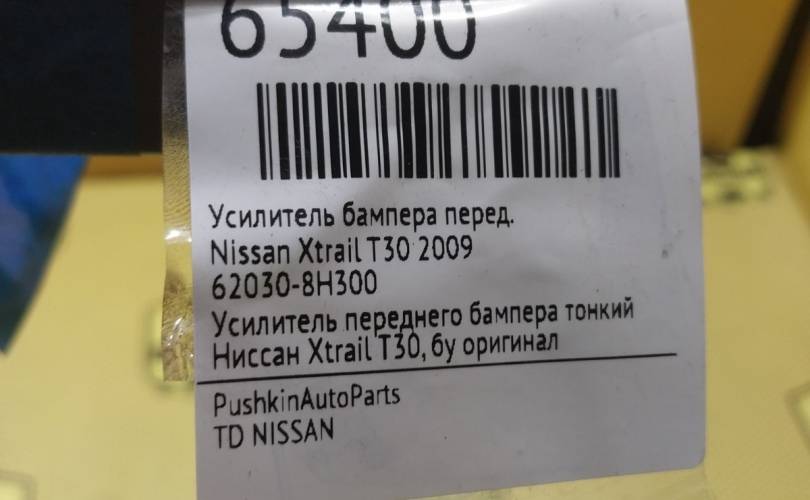 65400
Усилитель бампера перед.
Nissan Xtrail T30 2009
62030-8H300
Усилитель переднего бампера тонкий
Ниссан Xtrail T30, бу оригинал
PushkinAutoParts
TD NISSAN